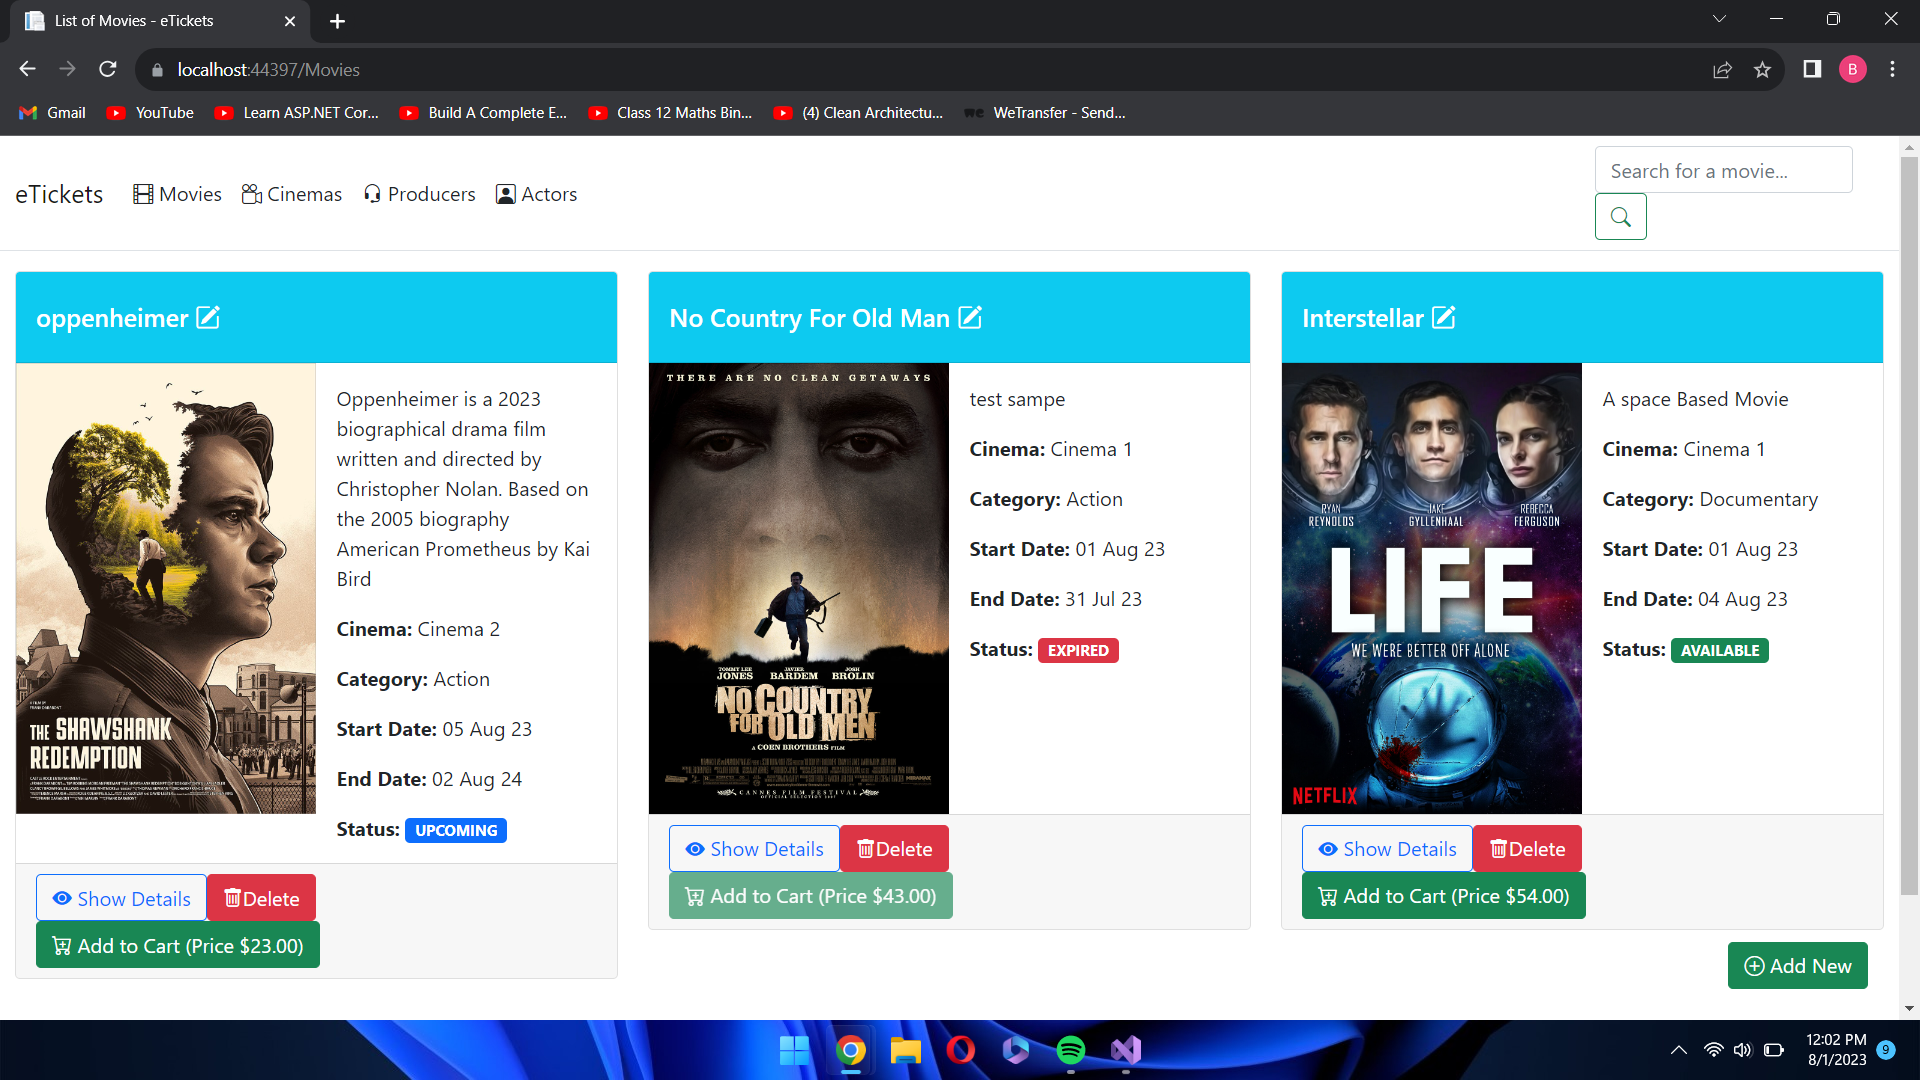 List of Movies - eTickets
localhost:44397/Movies
B
Gmail
YouTube
Learn ASP.NET Cor...
Build A Complete E...
Class 12 Maths Bin...
(4) Clean Architectu...
we
WeTransfer - Send...
eTickets
Movies
Cinemas
Producers
Actors
Search for a movie...
oppenheimer
THE SHAWSHANK
REDEMPTION
Oppenheimer is a 2023
biographical drama film
written and directed by
Christopher Nolan. Based on
the 2005 biography
American Prometheus by Kai
Bird
Cinema: Cinema 2
Category: Action
Start Date: 05 Aug 23
End Date: 02 Aug 24
Status: UPCOMING
Show Details
Delete
Add to Cart (Price $23.00)
No Country For Old Man
THERE ARE NO CLEAN GETAWAYS
TOMMY LEE JONES
JAVIER BARDEM
JOSH BROLIN
NO COUNTRY
FOR OLD MEN
A COEN BROTHERS FILM
MIRAMAX
CANNES FILM FESTIVAL
OFFICIAL SELECTION 2007
test sampe
Cinema: Cinema 1
Category: Action
Start Date: 01 Aug 23
End Date: 31 Jul 23
Status: EXPIRED
Show Details
Delete
Add to Cart (Price $43.00)
Interstellar
RYAN REYNOLDS
JAKE GYLLENHAAL
REBECCA FERGUSON
LIFE
WE WERE BETTER OFF ALONE
NETFLIX
A space Based Movie
Cinema: Cinema 1
Category: Documentary
Start Date: 01 Aug 23
End Date: 04 Aug 23
Status: AVAILABLE
Show Details
Delete
Add to Cart (Price $54.00)
Add New
12:02 PM
8/1/2023
9